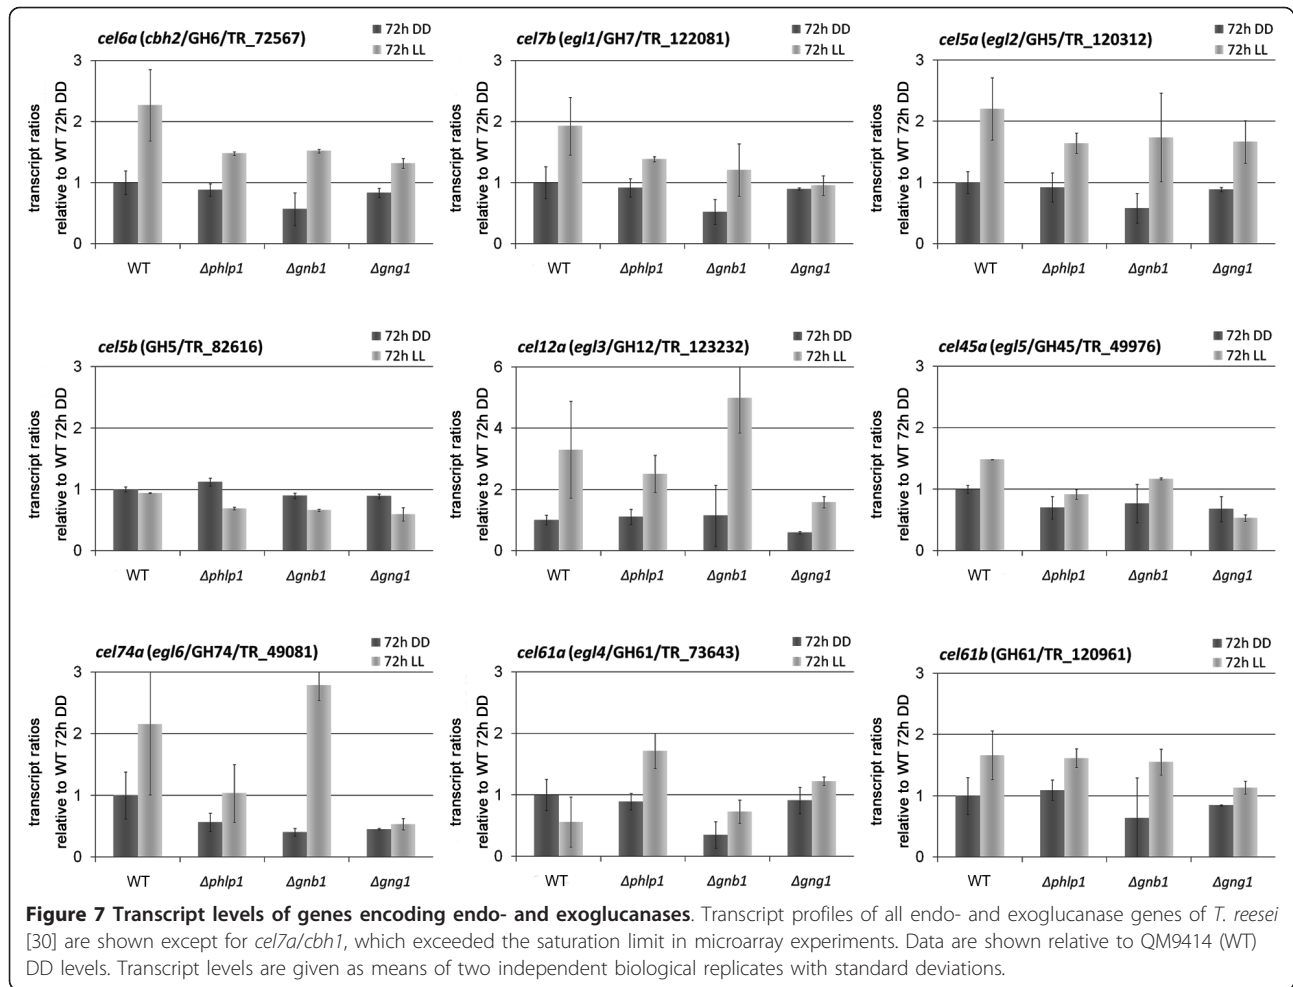 cel6a (cbh2/GH6/TR_72567)
72h DD
72h LL
transcript ratios
relative to WT 72h DD
3
2
1
0
WT
Δphlp1
Δgnb1
Δgng1
cel7b (egl1/GH7/TR_122081)
72h DD
72h LL
transcript ratios
relative to WT 72h DD
3
2
1
0
WT
Δphlp1
Δgnb1
Δgng1
cel5a (egl2/GH5/TR_120312)
72h DD
72h LL
transcript ratios
relative to WT 72h DD
3
2
1
0
WT
Δphlp1
Δgnb1
Δgng1
cel5b (GH5/TR_82616)
72h DD
72h LL
transcript ratios
relative to WT 72h DD
3
2
1
0
WT
Δphlp1
Δgnb1
Δgng1
cel12a (egl3/GH12/TR_123232)
72h DD
72h LL
transcript ratios
relative to WT 72h DD
6
4
2
0
WT
Δphlp1
Δgnb1
Δgng1
cel45a (egl5/GH45/TR_49976)
72h DD
72h LL
transcript ratios
relative to WT 72h DD
3
2
1
0
WT
Δphlp1
Δgnb1
Δgng1
cel74a (egl6/GH74/TR_49081)
72h DD
72h LL
transcript ratios
relative to WT 72h DD
3
2
1
0
WT
Δphlp1
Δgnb1
Δgng1
cel61a (egl4/GH61/TR_73643)
72h DD
72h LL
transcript ratios
relative to WT 72h DD
3
2
1
0
WT
Δphlp1
Δgnb1
Δgng1
cel61b (GH61/TR_120961)
72h DD
72h LL
transcript ratios
relative to WT 72h DD
3
2
1
0
WT
Δphlp1
Δgnb1
Δgng1
Figure 7 Transcript levels of genes encoding endo- and exoglucanases. Transcript profiles of all endo- and exoglucanase genes of T. reesei
[30] are shown except for cel7a/cbh1, which exceeded the saturation limit in microarray experiments. Data are shown relative to QM9414 (WT)
DD levels. Transcript levels are given as means of two independent biological replicates with standard deviations.